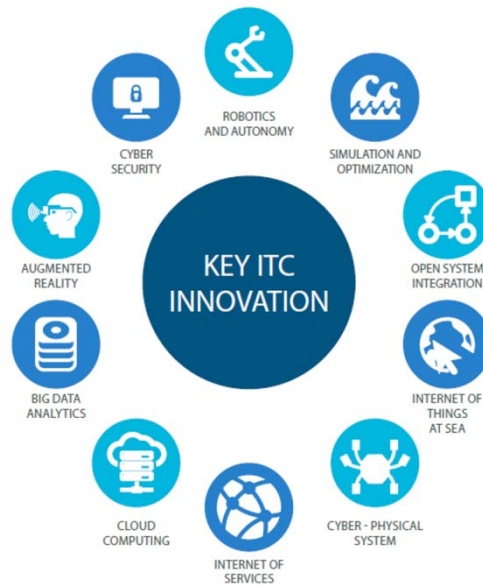 ROBOTICS
AND AUTONOMY
SIMULATION AND
OPTIMIZATION
OPEN SYSTEM
INTEGRATION
INTERNET OF
THINGS
AT SEA
CYBER - PHYSICAL
SYSTEM
INTERNET OF
SERVICES
CLOUD
COMPUTING
BIG DATA
ANALYTICS
AUGMENTED
REALITY
CYBER
SECURITY
KEY ITC
INNOVATION